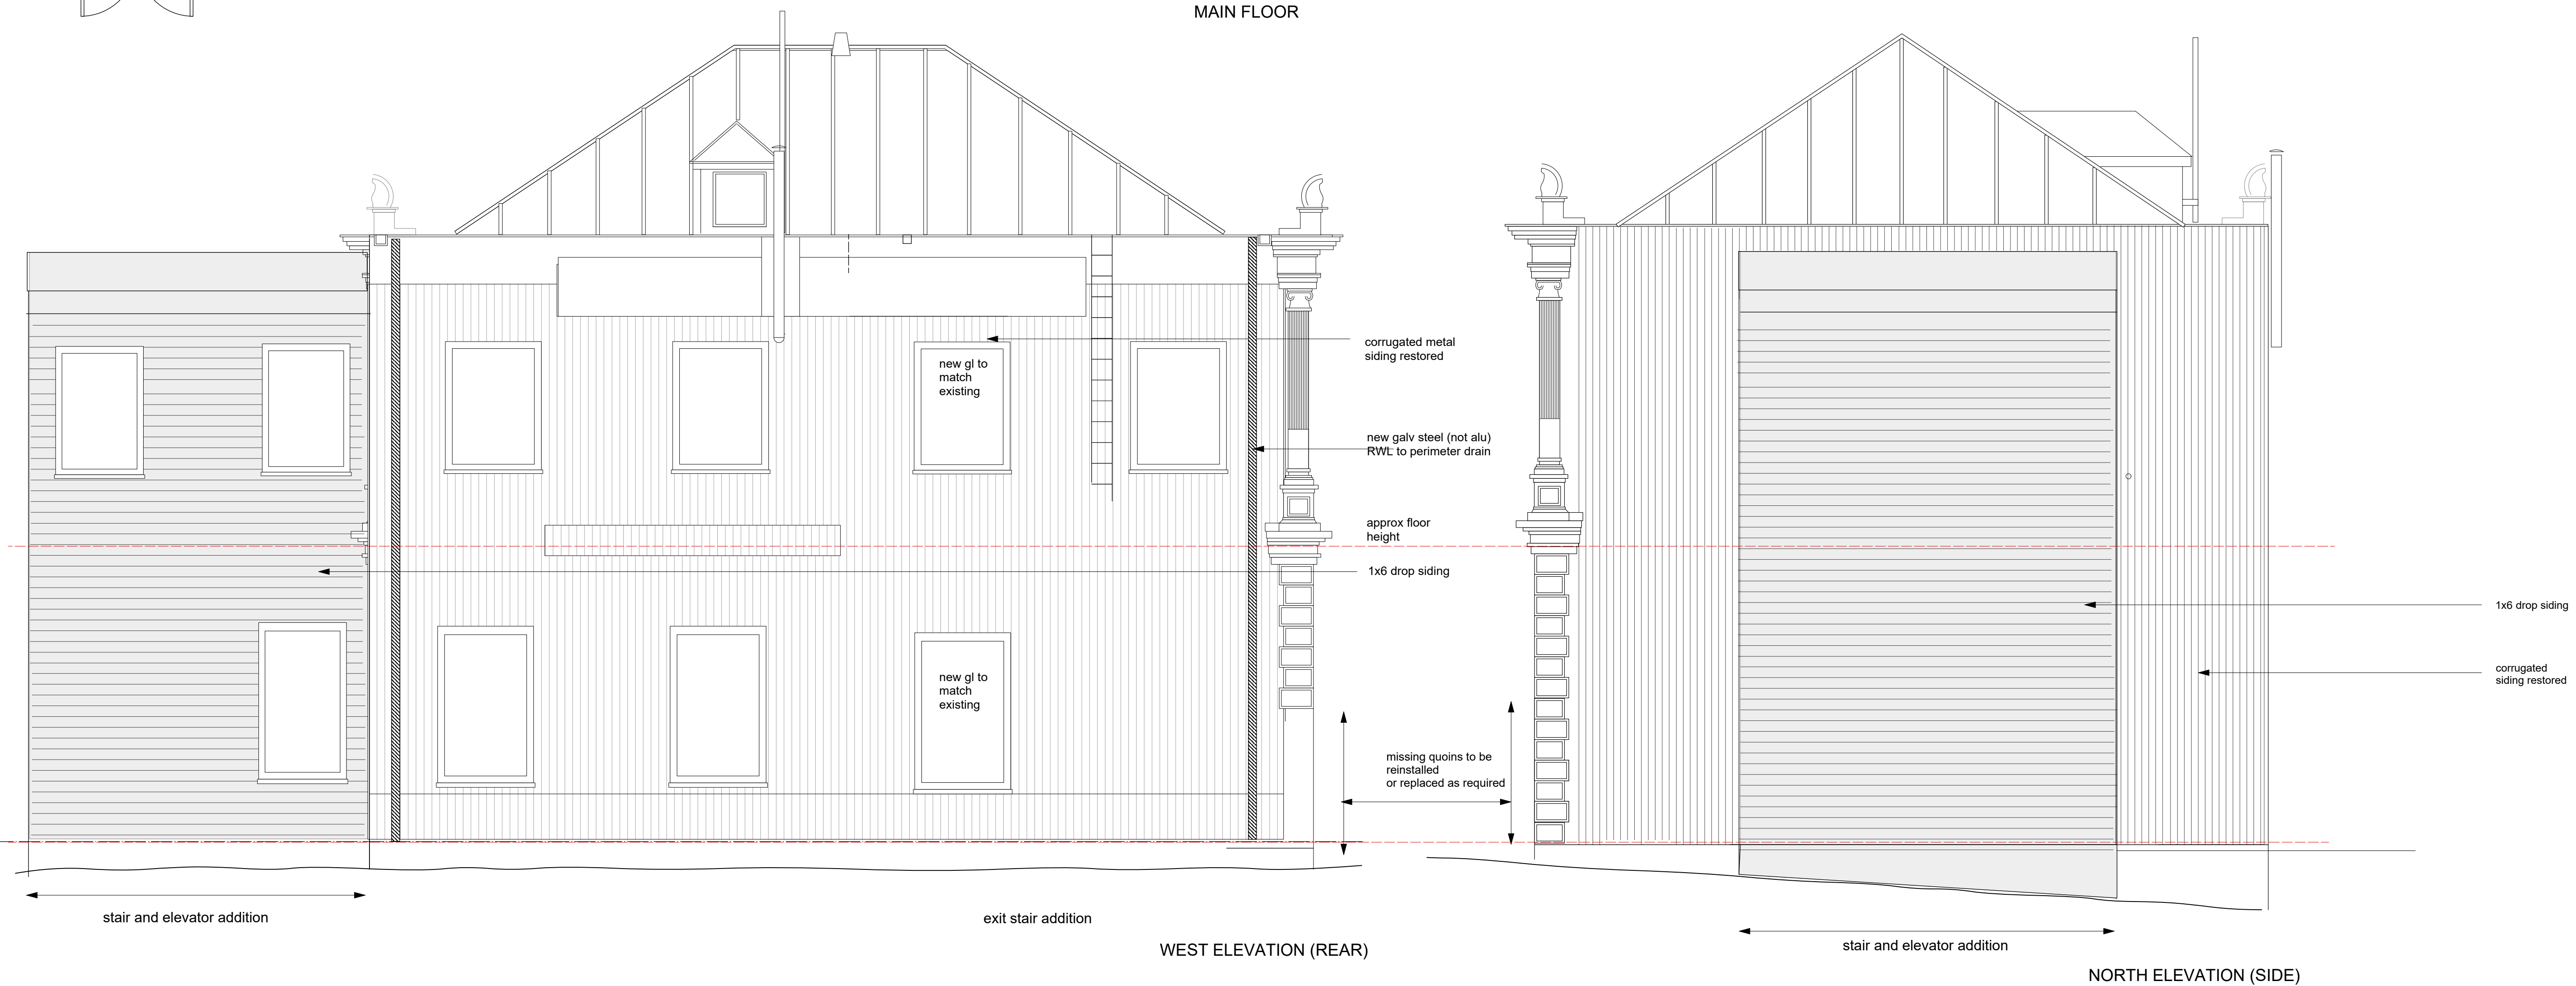 MAIN FLOOR
corrugated metal
siding restored
new gl to
match
existing
new galv steel (not alu)
RWL to perimeter drain
approx floor
height
1x6 drop siding
1x6 drop siding
corrugated
siding restored
new gl to
match
existing
missing quoins to be
reinstalled
or replaced as required
stair and elevator addition
exit stair addition
stair and elevator addition
WEST ELEVATION (REAR)
NORTH ELEVATION (SIDE)